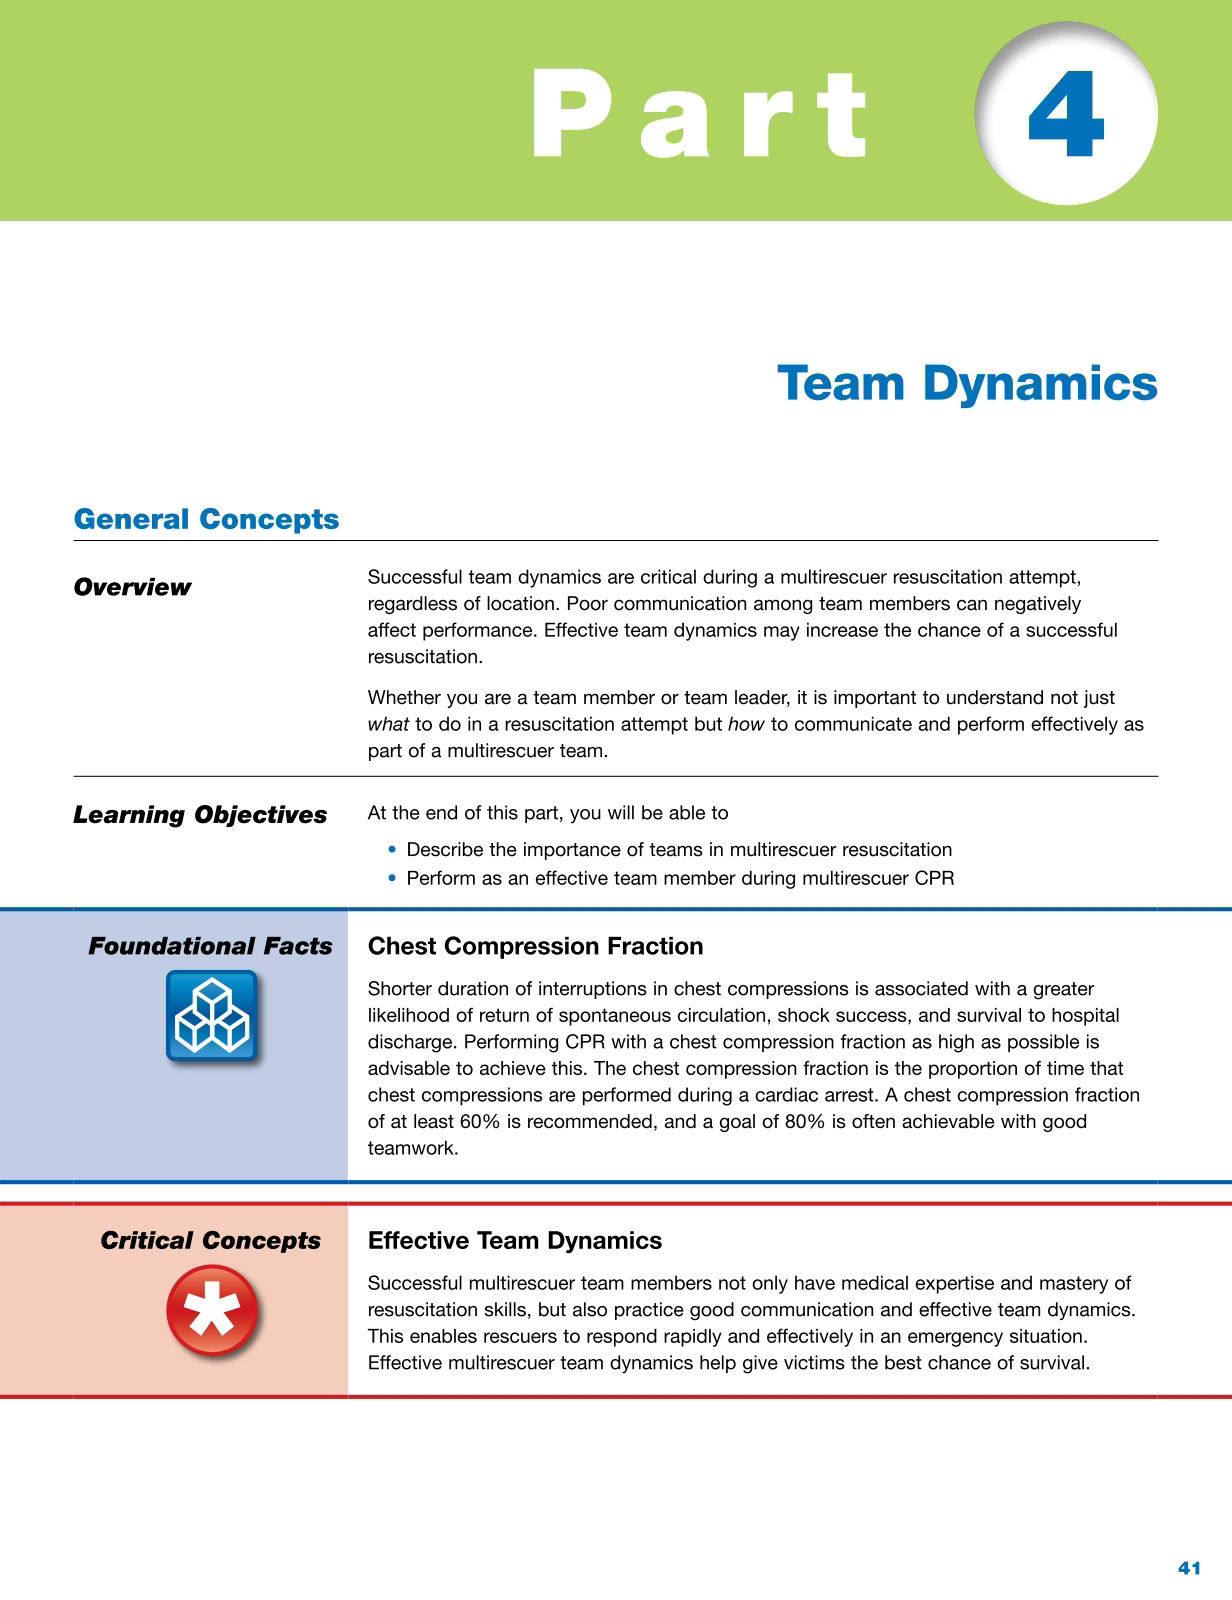 Part 4
Team Dynamics
General Concepts
Overview
Successful team dynamics are critical during a multirescuer resuscitation attempt,
regardless of location. Poor communication among team members can negatively
affect performance. Effective team dynamics may increase the chance of a successful
resuscitation.
Whether you are a team member or team leader, it is important to understand not just
what to do in a resuscitation attempt but how to communicate and perform effectively as
part of a multirescuer team.
Learning Objectives
At the end of this part, you will be able to
• Describe the importance of teams in multirescuer resuscitation
• Perform as an effective team member during multirescuer CPR
Foundational Facts
Chest Compression Fraction
Shorter duration of interruptions in chest compressions is associated with a greater
likelihood of return of spontaneous circulation, shock success, and survival to hospital
discharge. Performing CPR with a chest compression fraction as high as possible is
advisable to achieve this. The chest compression fraction is the proportion of time that
chest compressions are performed during a cardiac arrest. A chest compression fraction
of at least 60% is recommended, and a goal of 80% is often achievable with good
teamwork.
Critical Concepts
Effective Team Dynamics
Successful multirescuer team members not only have medical expertise and mastery of
resuscitation skills, but also practice good communication and effective team dynamics.
This enables rescuers to respond rapidly and effectively in an emergency situation.
Effective multirescuer team dynamics help give victims the best chance of survival.
41